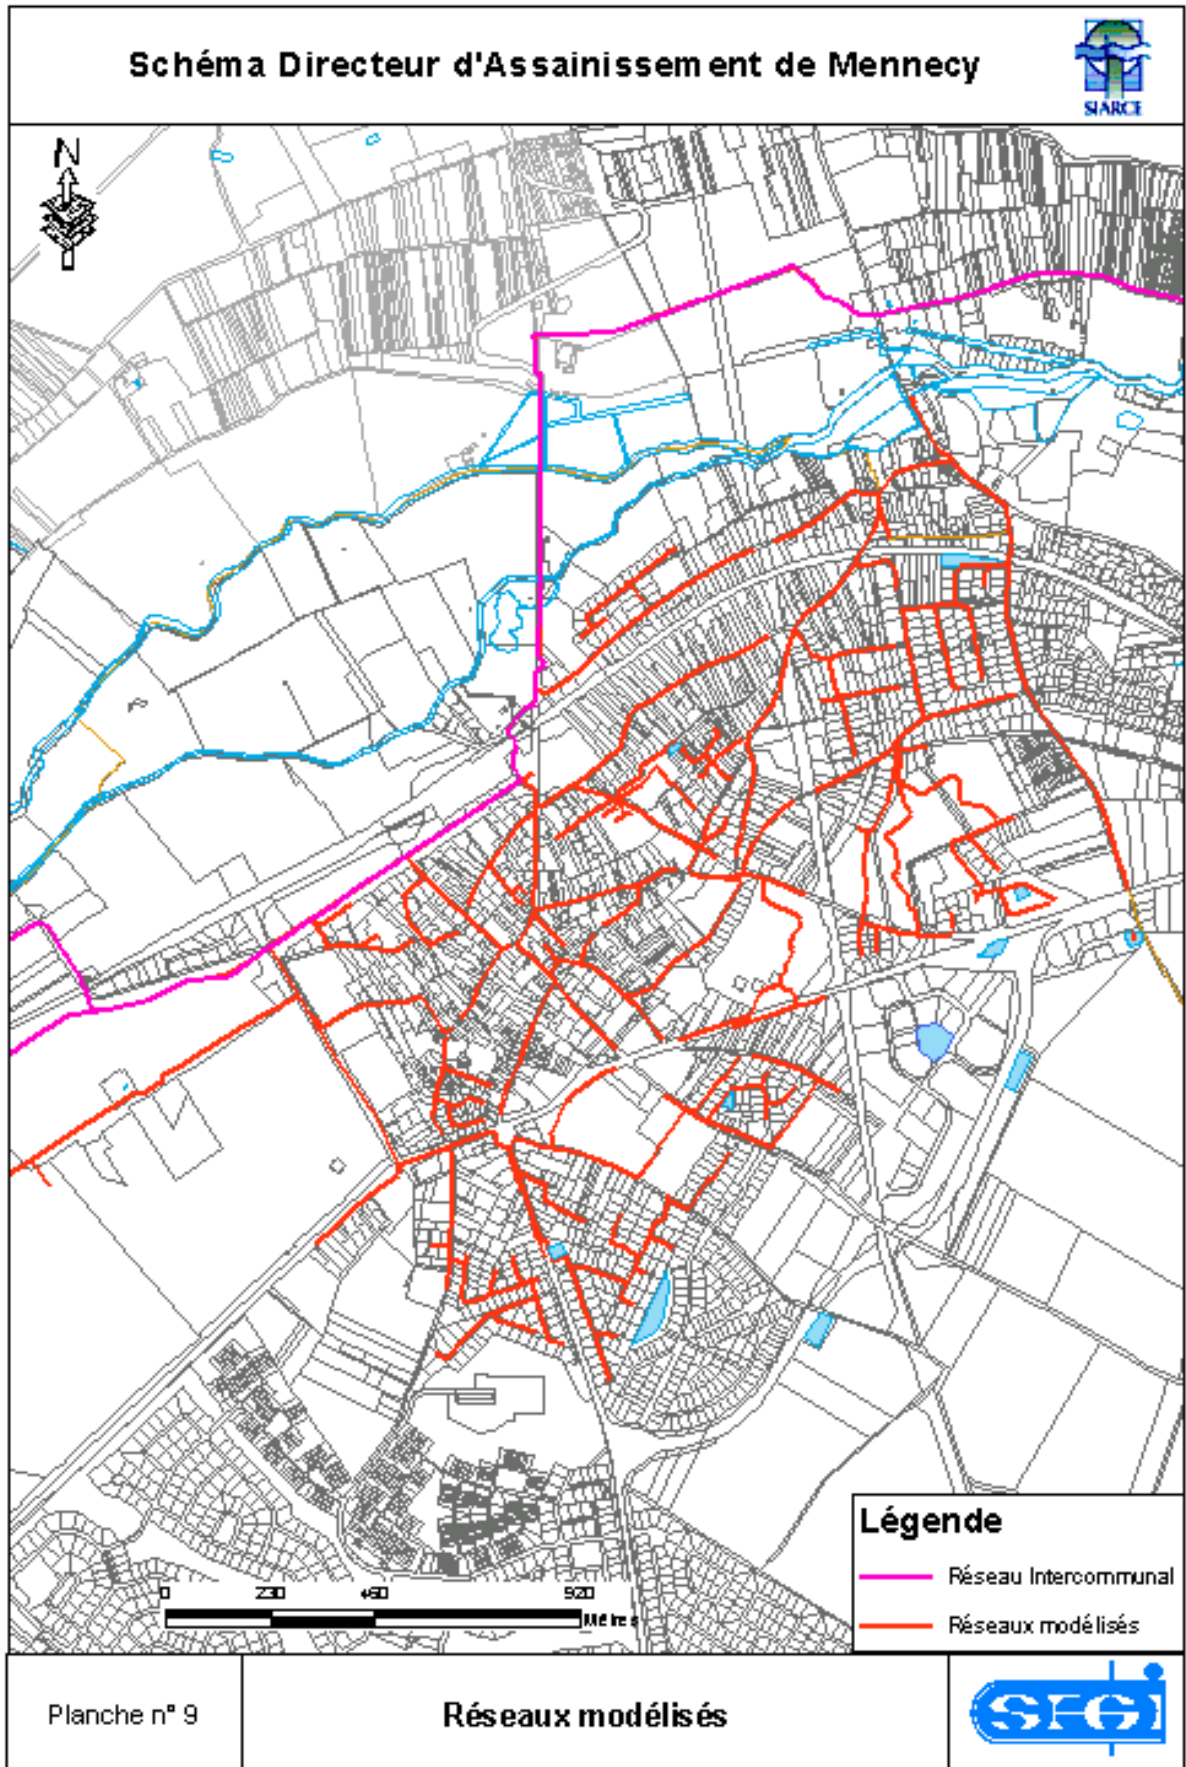 Schéma Directeur d'Assainissement de Mennecy
SIARCE
N
Légende
Réseau Intercommunal
Réseaux modélisés
0 230 460 920
Mètres
Planche n° 9
Réseaux modélisés
SEGI